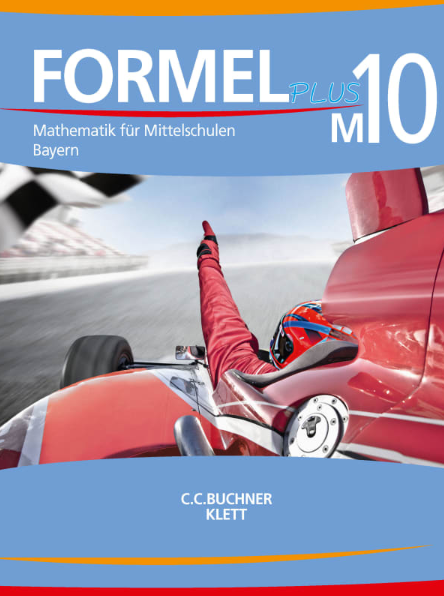 FORMEL PLUS
M10
Mathematik für Mittelschulen
Bayern
C.C.BUCHNER
KLETT